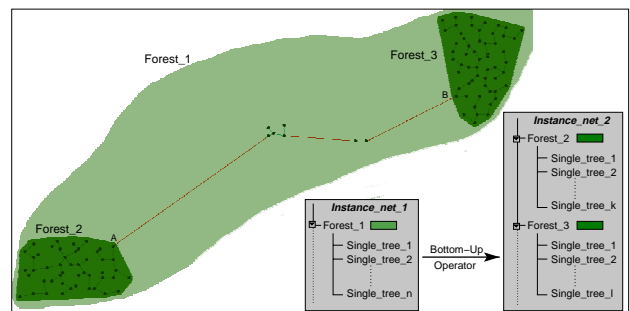 Forest_1
Forest_3
B
Forest_2
A
Instance_net_1
Forest_1
Single_tree_1
Single_tree_2
Single_tree_n
Bottom–Up
Operator
Instance_net_2
Forest_2
Single_tree_1
Single_tree_2
Single_tree_k
Forest_3
Single_tree_1
Single_tree_2
Single_tree_l